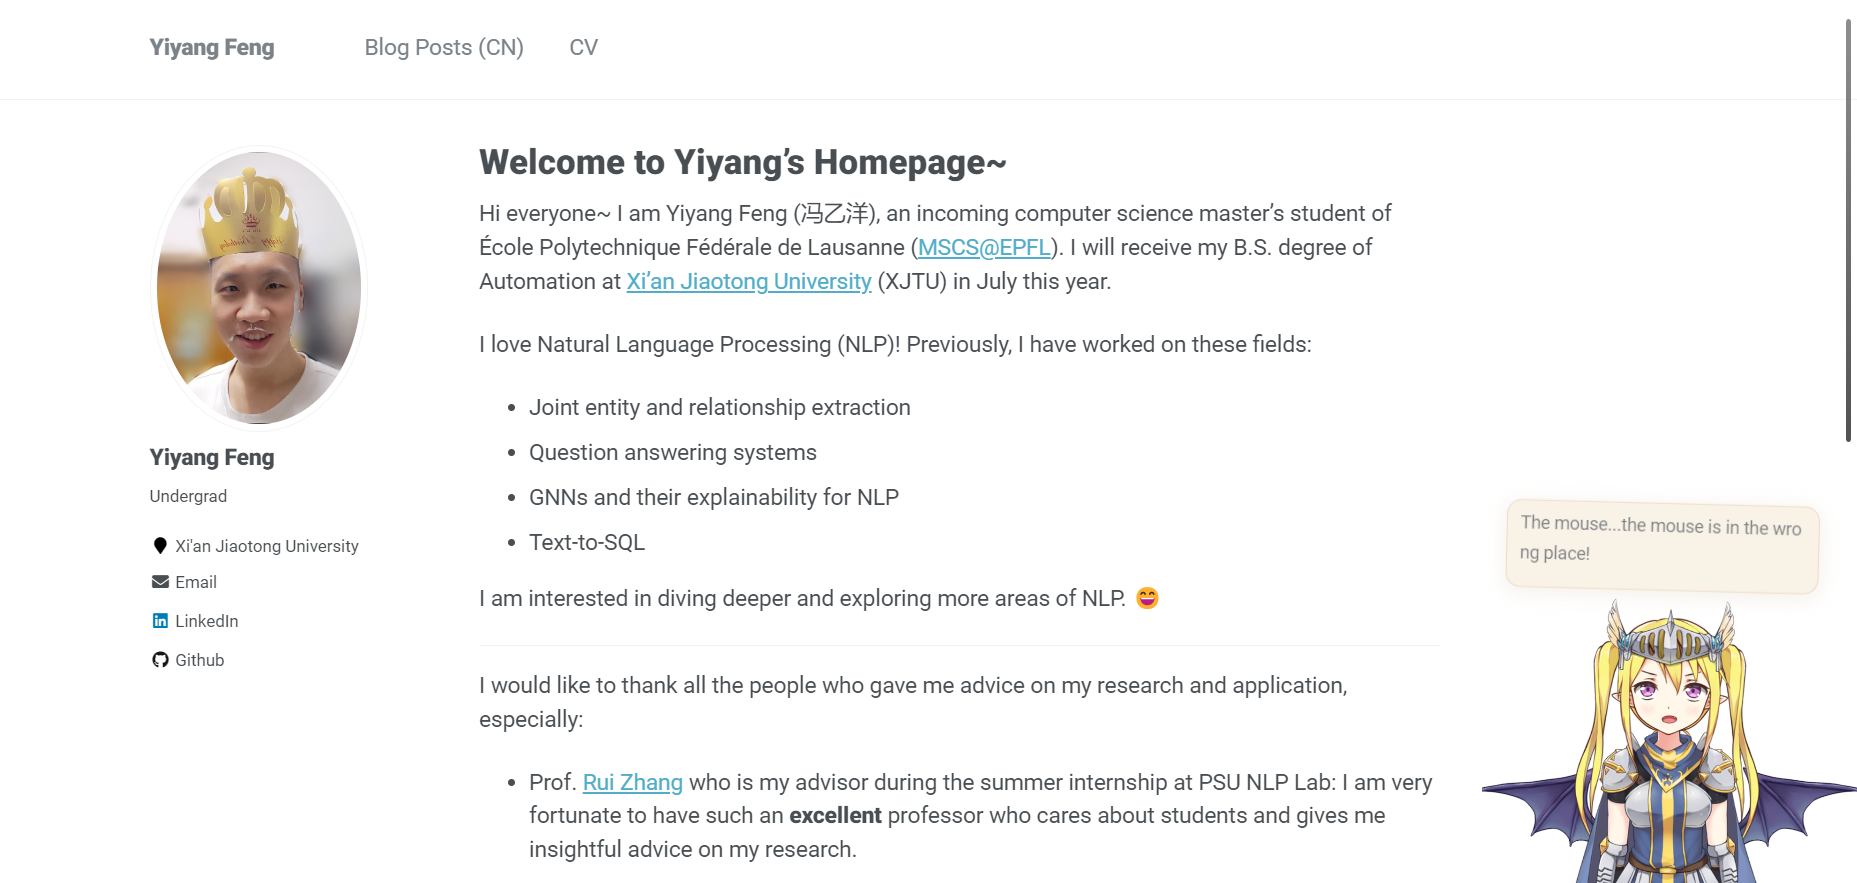 Yiyang Feng
Blog Posts (CN)
CV
Yiyang Feng
Undergrad
Xi'an Jiaotong University
Email
LinkedIn
Github
Welcome to Yiyang’s Homepage~
Hi everyone~ I am Yiyang Feng (冯乙洋), an incoming computer science master’s student of
École Polytechnique Fédérale de Lausanne (MSCS@EPFL). I will receive my B.S. degree of
Automation at Xi’an Jiaotong University (XJTU) in July this year.
I love Natural Language Processing (NLP)! Previously, I have worked on these fields:
• Joint entity and relationship extraction
• Question answering systems
• GNNs and their explainability for NLP
• Text-to-SQL
I am interested in diving deeper and exploring more areas of NLP. 😄
I would like to thank all the people who gave me advice on my research and application,
especially:
• Prof. Rui Zhang who is my advisor during the summer internship at PSU NLP Lab: I am very
fortunate to have such an excellent professor who cares about students and gives me
insightful advice on my research.
The mouse...the mouse is in the wro
ng place!